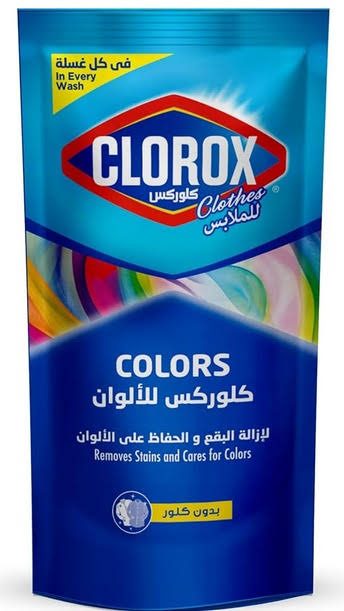 في كل غسلة
In Every
Wash
CLOROX
كلوركس
Clothes ®
للملابس
COLORS
كلوركس للألوان
لإزالة البقع و الحفاظ على الألوان
Removes Stains and Cares for Colors
بدون كلور